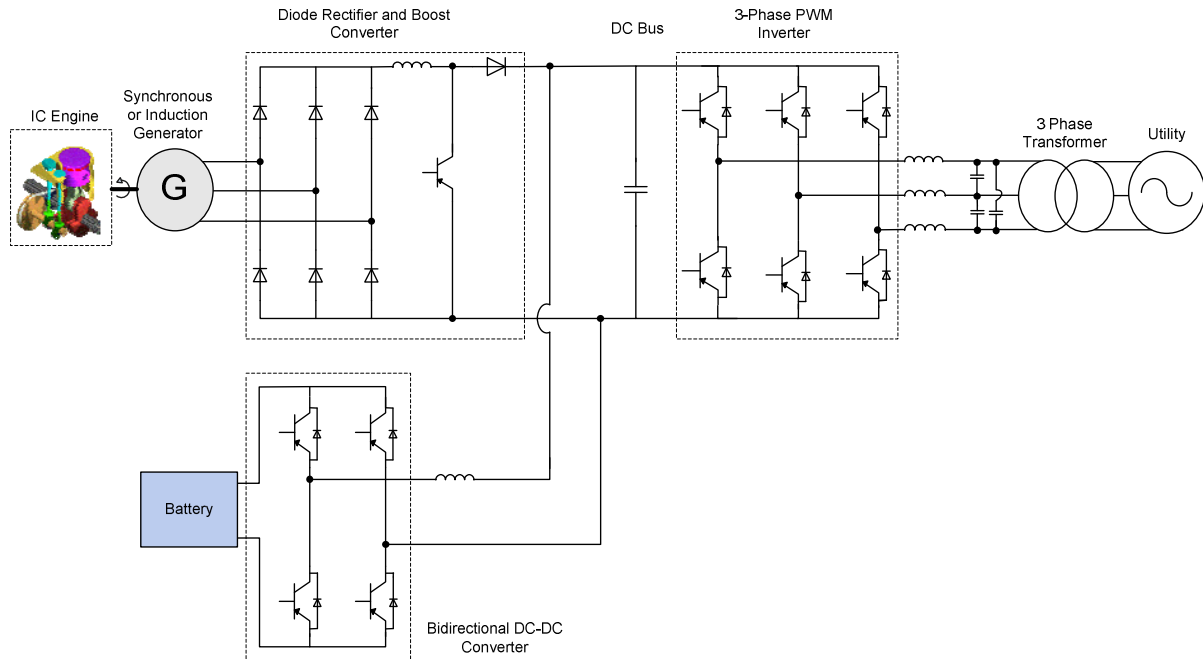 Diode Rectifier and Boost
Converter
DC Bus
3-Phase PWM
Inverter
IC Engine
Synchronous
or Induction
Generator
G
3 Phase
Transformer
Utility
Battery
Bidirectional DC-DC
Converter